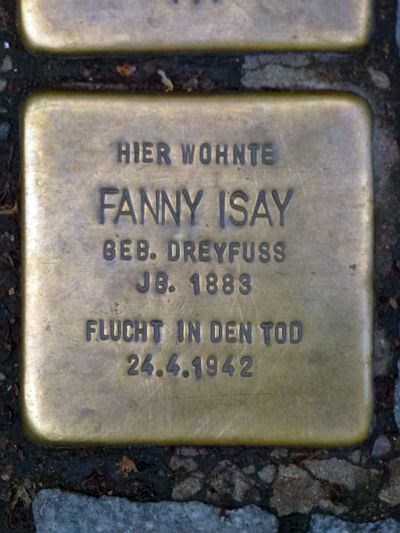 HIER WOHNTE
FANNY ISAY
GEB. DREYFUSS
JG. 1883
FLUCHT IN DEN TOD
24.4.1942